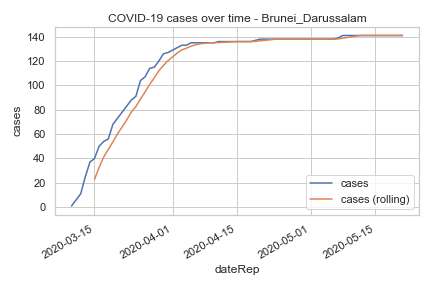 COVID-19 cases over time - Brunei_Darussalam
cases
140
120
100
80
60
40
20
0
cases
cases (rolling)
2020-03-15
2020-04-01
2020-04-15
2020-05-01
2020-05-15
dateRep